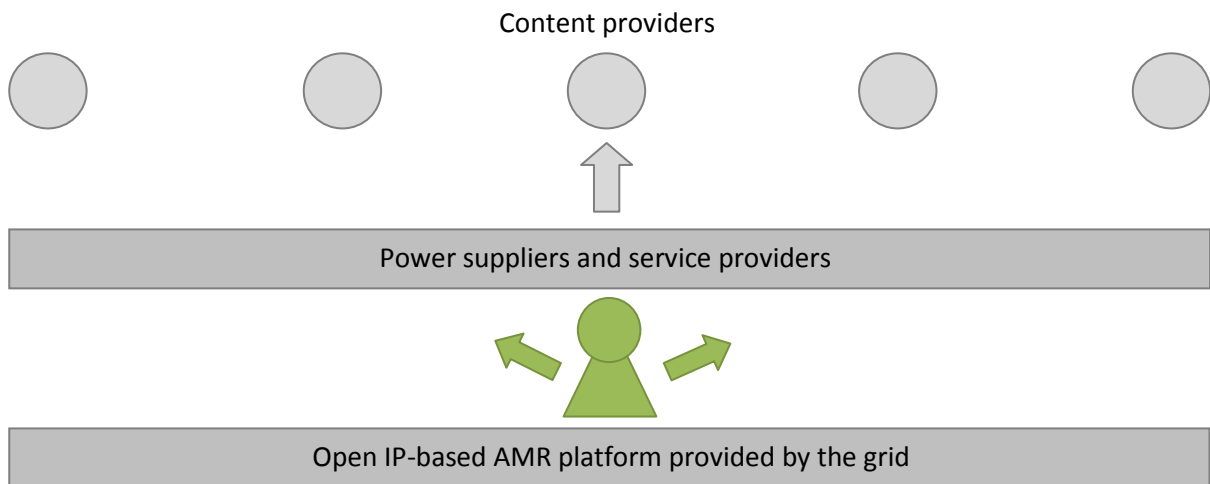 Content providers
Power suppliers and service providers
Open IP-based AMR platform provided by the grid